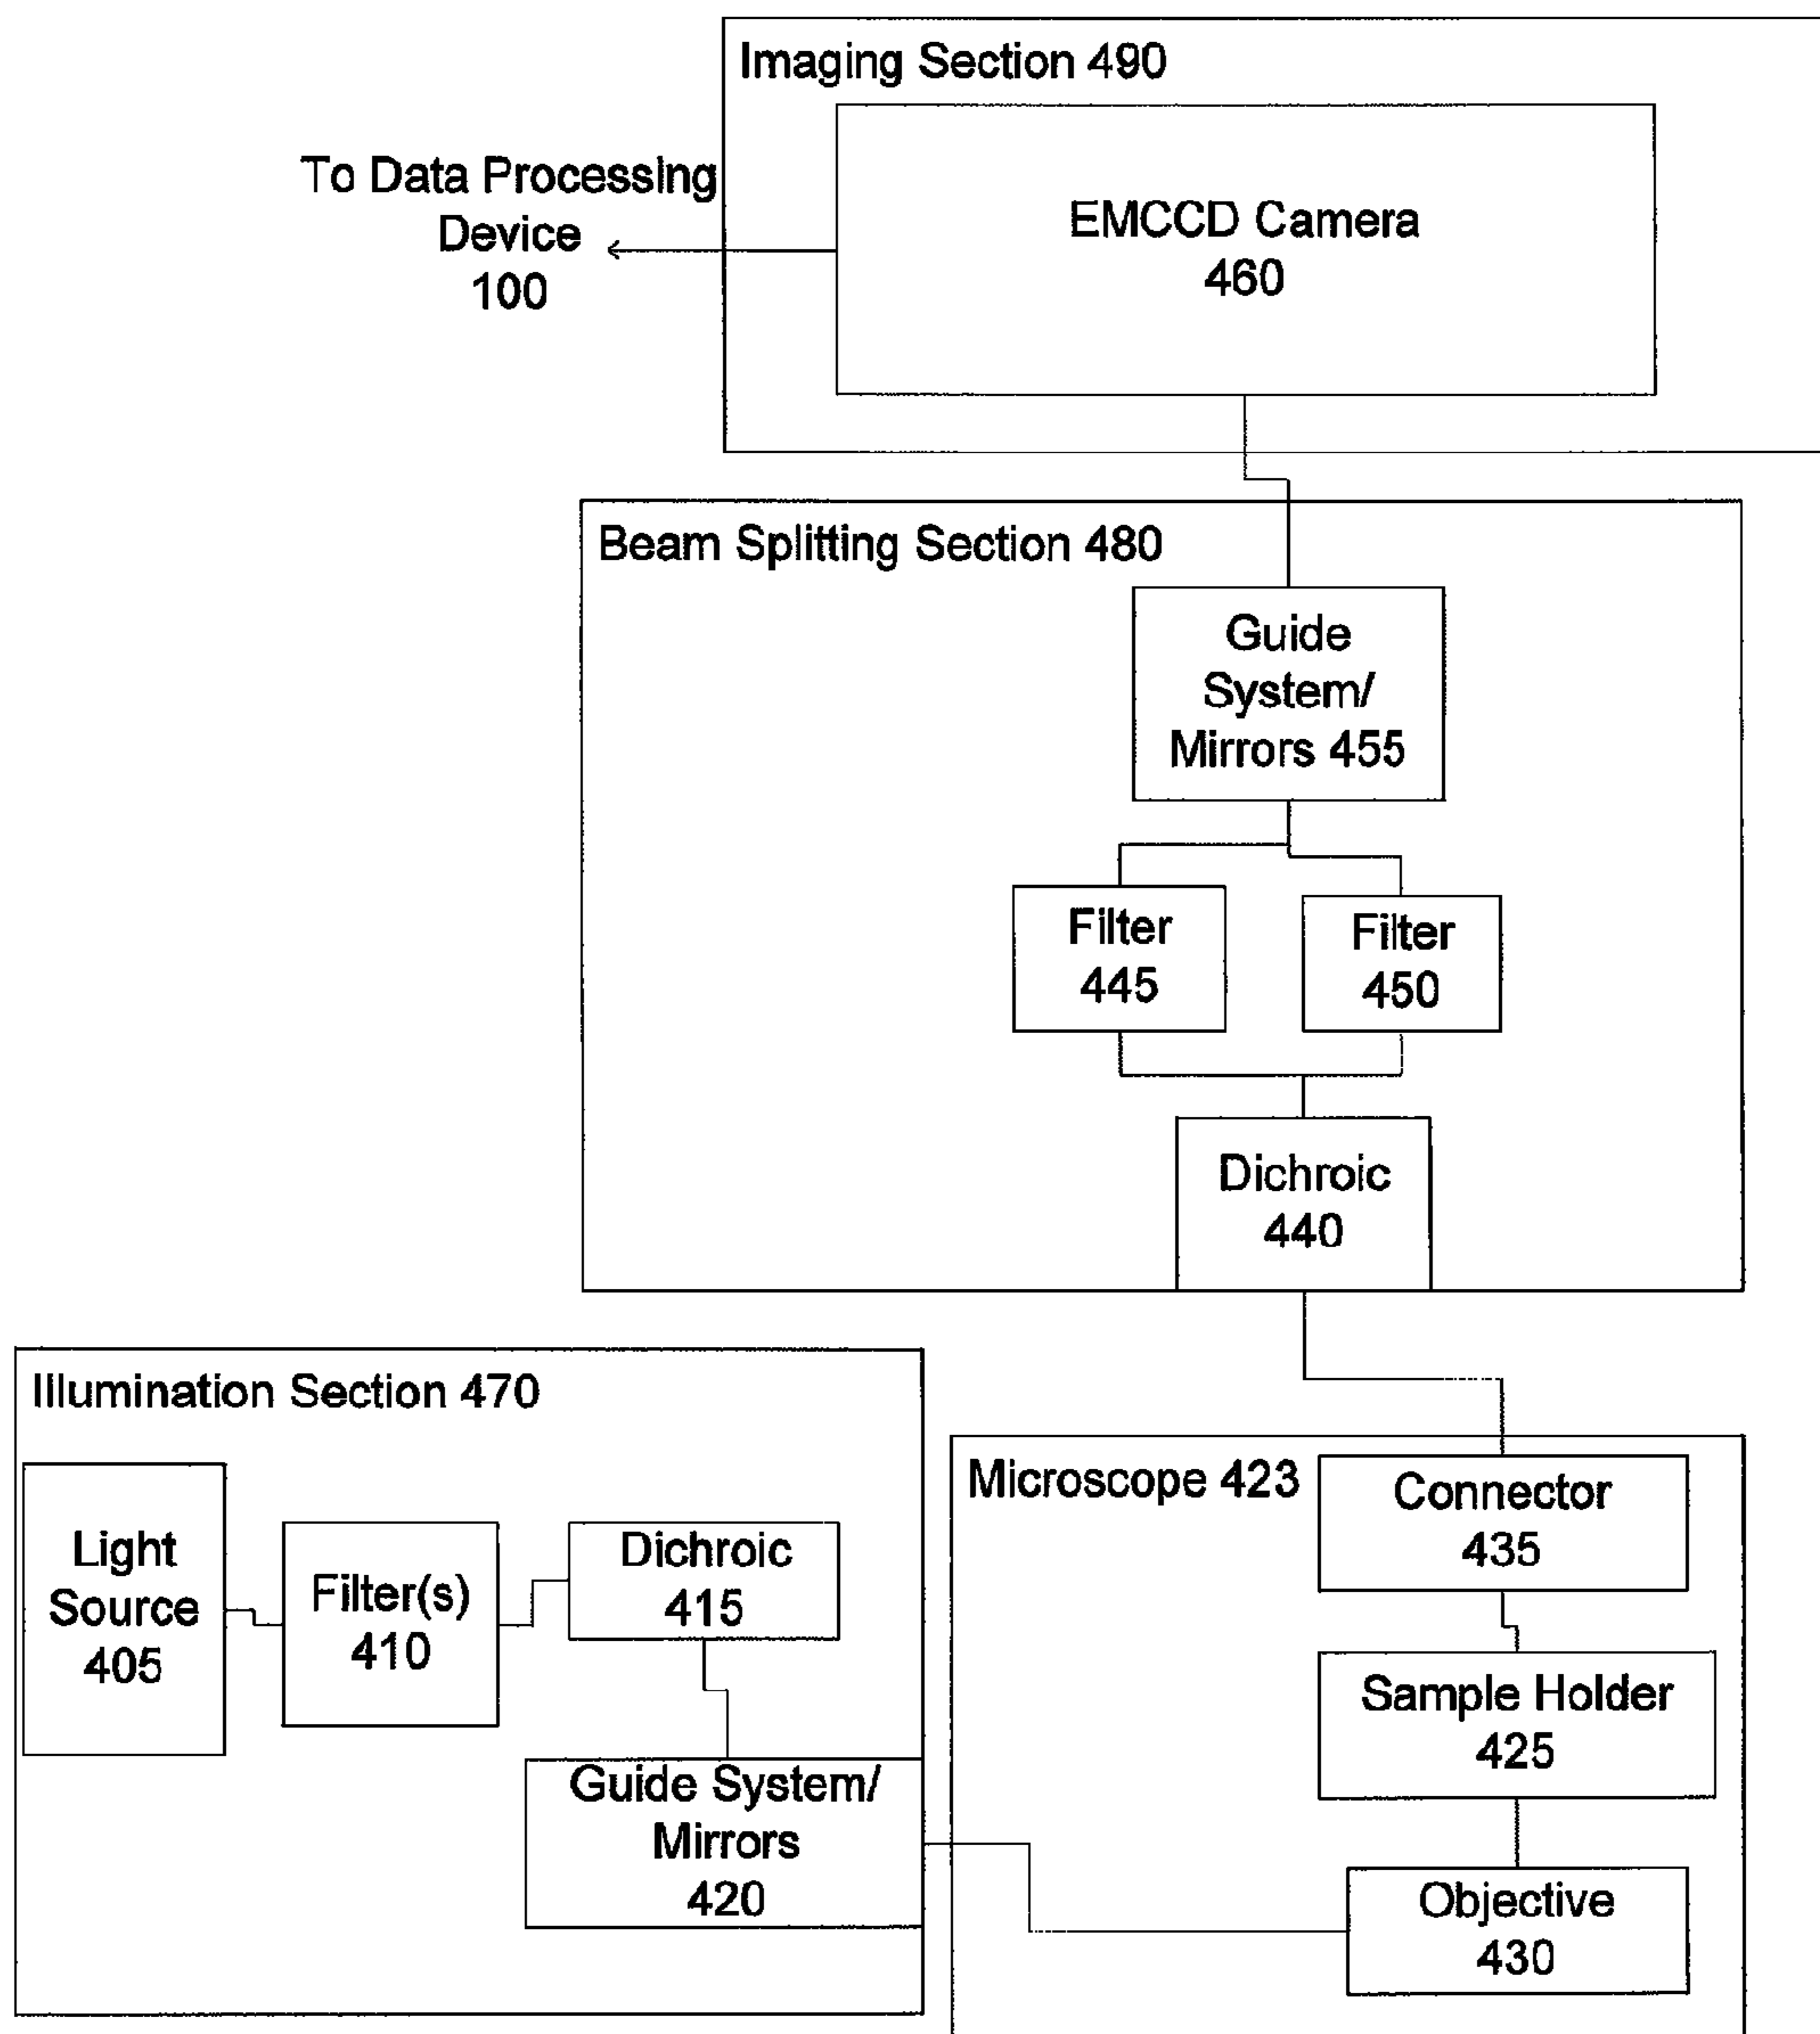 Imaging Section 490
To Data Processing
Device
100
EMCCD Camera
460
Beam Splitting Section 480
Guide
System/
Mirrors 455
Filter
445
Filter
450
Dichroic
440
Illumination Section 470
Light
Source
405
Filter(s)
410
Dichroic
415
Guide System/
Mirrors
420
Microscope 423
Connector
435
Sample Holder
425
Objective
430